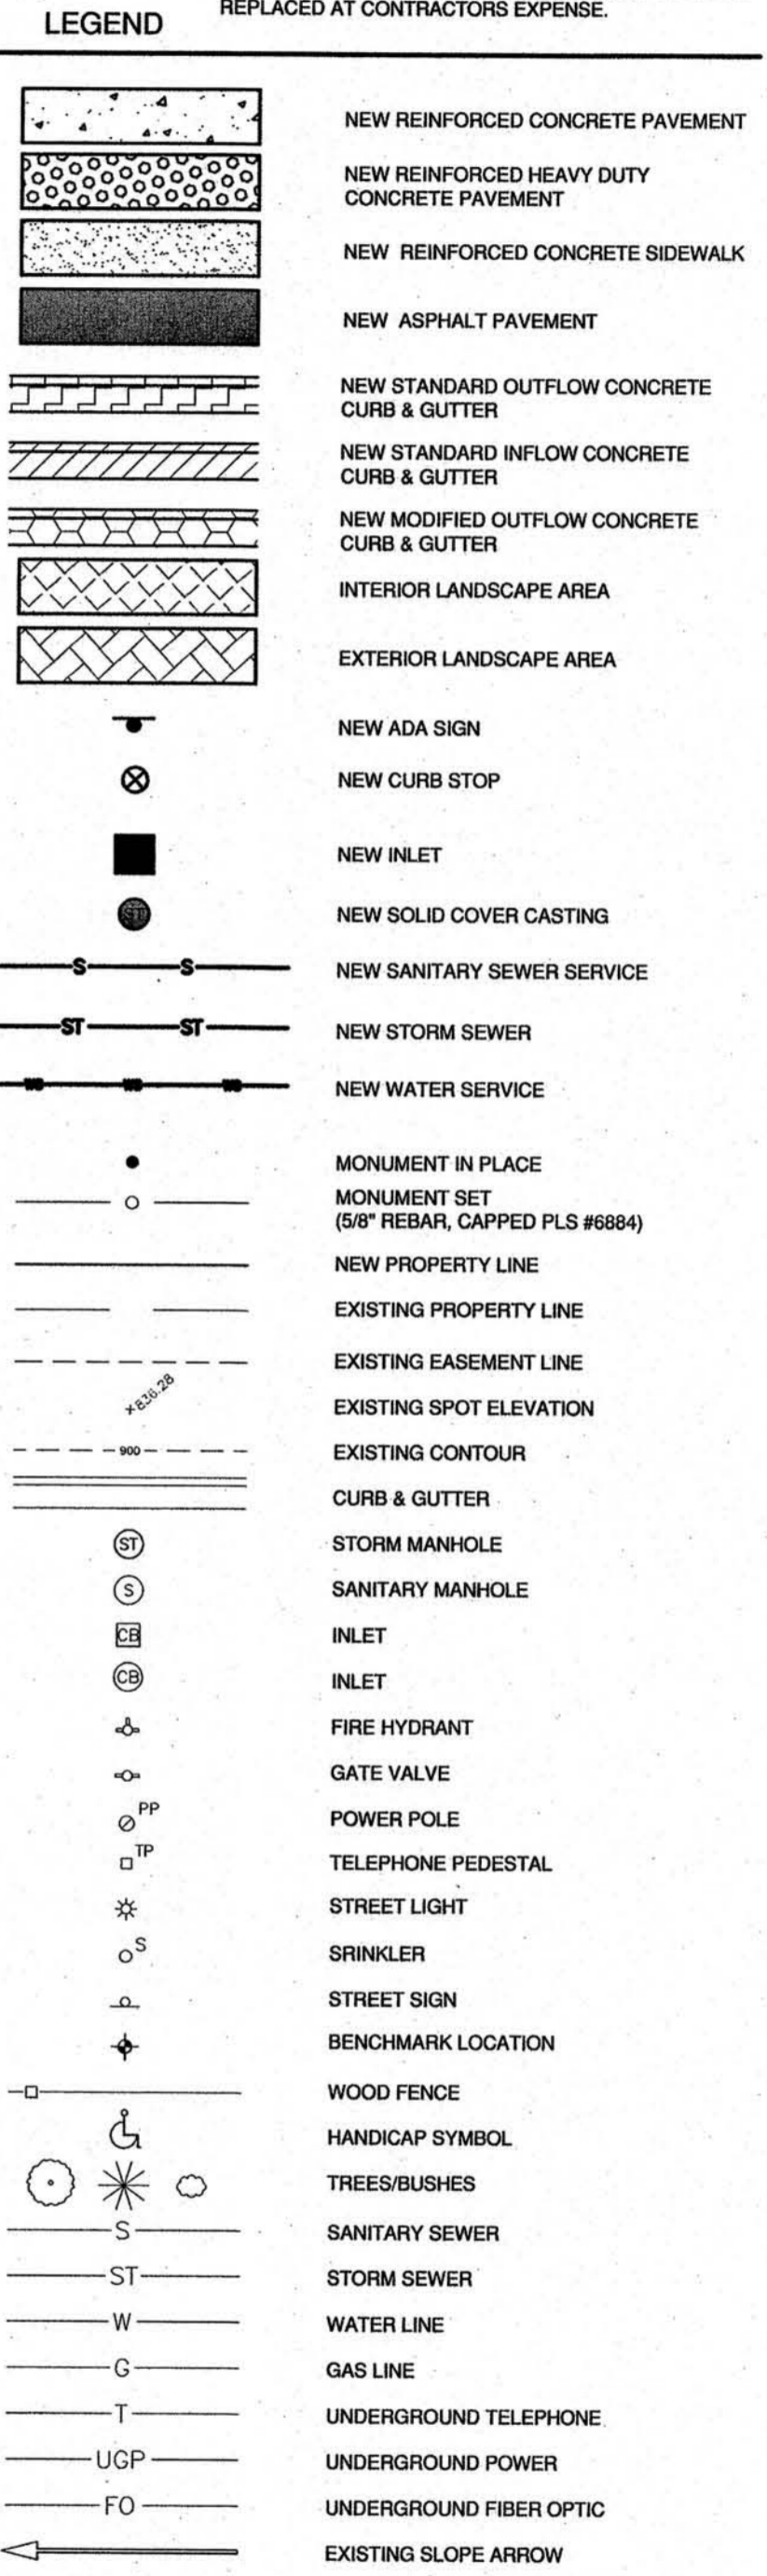 REPLACED AT CONTRACTORS EXPENSE.
LEGEND
NEW REINFORCED CONCRETE PAVEMENT
NEW REINFORCED HEAVY DUTY
CONCRETE PAVEMENT
NEW REINFORCED CONCRETE SIDEWALK
NEW ASPHALT PAVEMENT
NEW STANDARD OUTFLOW CONCRETE
CURB & GUTTER
NEW STANDARD INFLOW CONCRETE
CURB & GUTTER
NEW MODIFIED OUTFLOW CONCRETE
CURB & GUTTER
INTERIOR LANDSCAPE AREA
EXTERIOR LANDSCAPE AREA
NEW ADA SIGN
NEW CURB STOP
NEW INLET
ST NEW SOLID COVER CASTING
S S NEW SANITARY SEWER SERVICE
ST ST NEW STORM SEWER
NEW WATER SERVICE
MONUMENT IN PLACE
MONUMENT SET
(5/8" REBAR, CAPPED PLS #6884)
NEW PROPERTY LINE
EXISTING PROPERTY LINE
EXISTING EASEMENT LINE
×836.28 EXISTING SPOT ELEVATION
900 EXISTING CONTOUR
CURB & GUTTER
ST STORM MANHOLE
S SANITARY MANHOLE
CB INLET
CB INLET
FIRE HYDRANT
GATE VALVE
PP POWER POLE
TP TELEPHONE PEDESTAL
STREET LIGHT
S SRINKLER
STREET SIGN
BENCHMARK LOCATION
WOOD FENCE
HANDICAP SYMBOL
TREES/BUSHES
S SANITARY SEWER
ST STORM SEWER
W WATER LINE
G GAS LINE
T UNDERGROUND TELEPHONE
UGP UNDERGROUND POWER
FO UNDERGROUND FIBER OPTIC
EXISTING SLOPE ARROW